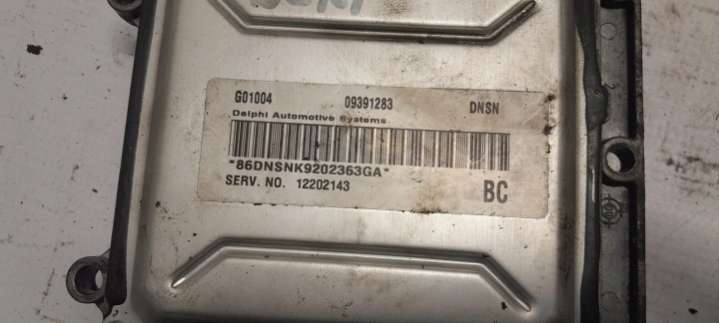 G01004 09391283 DNSN
Delphi Automotive Systems
*86DNSNK9202363GA*
SERV. NO. 12202143
BC